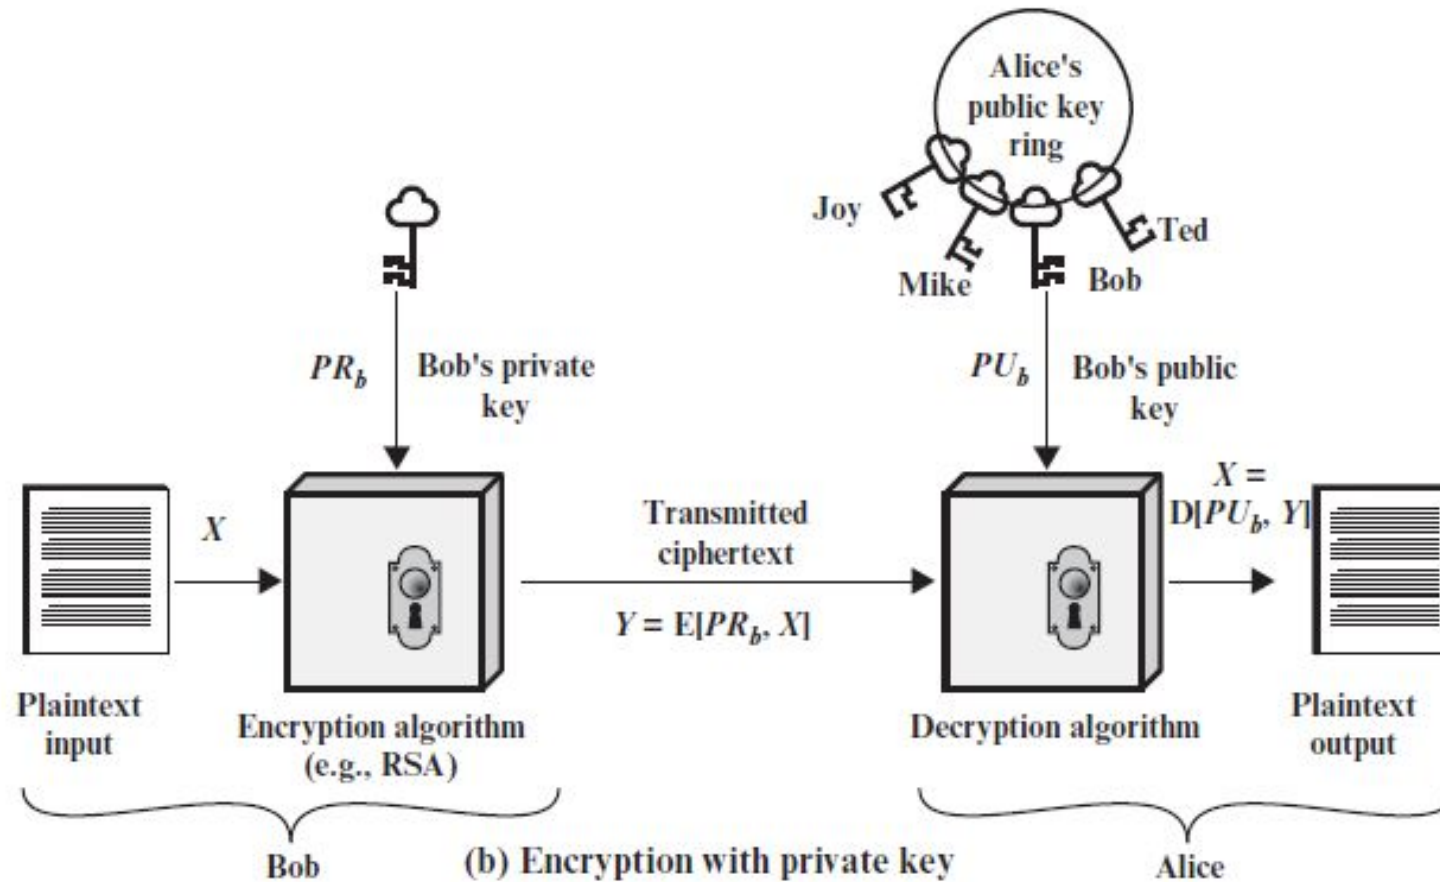 Alice's
public key
ring
Joy
Mike
Bob
Ted
PR_b
Bob's private
key
PU_b
Bob's public
key
X
Transmitted
ciphertext
Y = E[PR_b, X]
X =
D[PU_b, Y]
Plaintext
input
Encryption algorithm
(e.g., RSA)
Decryption algorithm
Plaintext
output
Bob
(b) Encryption with private key
Alice